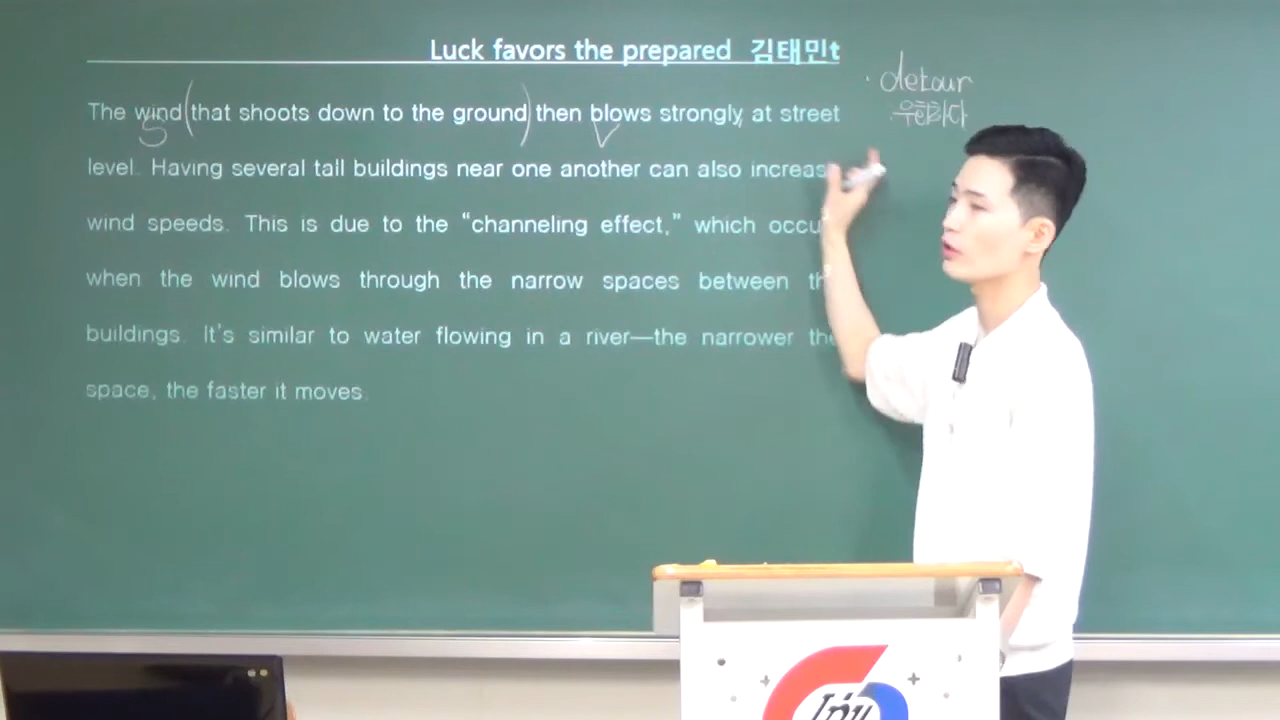 Luck favors the prepared 김태민t
detour
우회하다
The wind (that shoots down to the ground) then blows strongly at street
S
V
level. Having several tall buildings near one another can also increas
wind speeds. This is due to the “channeling effect,” which occu
when the wind blows through the narrow spaces between th
buildings. It's similar to water flowing in a river—the narrower the
space, the faster it moves.